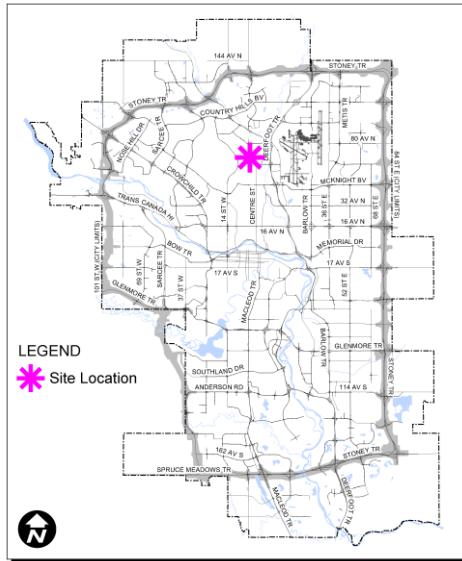 144 AV N
STONEY TR
STONEY TR
COUNTRY HILLS BV
DEERFOOT TR
METIS TR
NOSE HILL DR
SARCEE TR
80 AV N
CROWCHILD TR
MCKNIGHT BV
84 ST E (CITY LIMITS)
TRANS CANADA HI
14 ST W
CENTRE ST
BARLOW TR
36 ST E
32 AV N
68 ST E
16 AV N
16 AV N
101 ST W (CITY LIMITS)
BOW TR
MEMORIAL DR
69 ST W
SARCEE TR
37 ST W
17 AV S
17 AV S
MACLEOD TR
52 ST E
GLENMORE TR
BARLOW TR
GLENMORE TR
LEGEND
Site Location
SOUTHLAND DR
STONEY TR
ANDERSON RD
114 AV S
162 AV S
STONEY TR
SPRUCE MEADOWS TR
MACLEOD TR
DEERFOOT TR
N